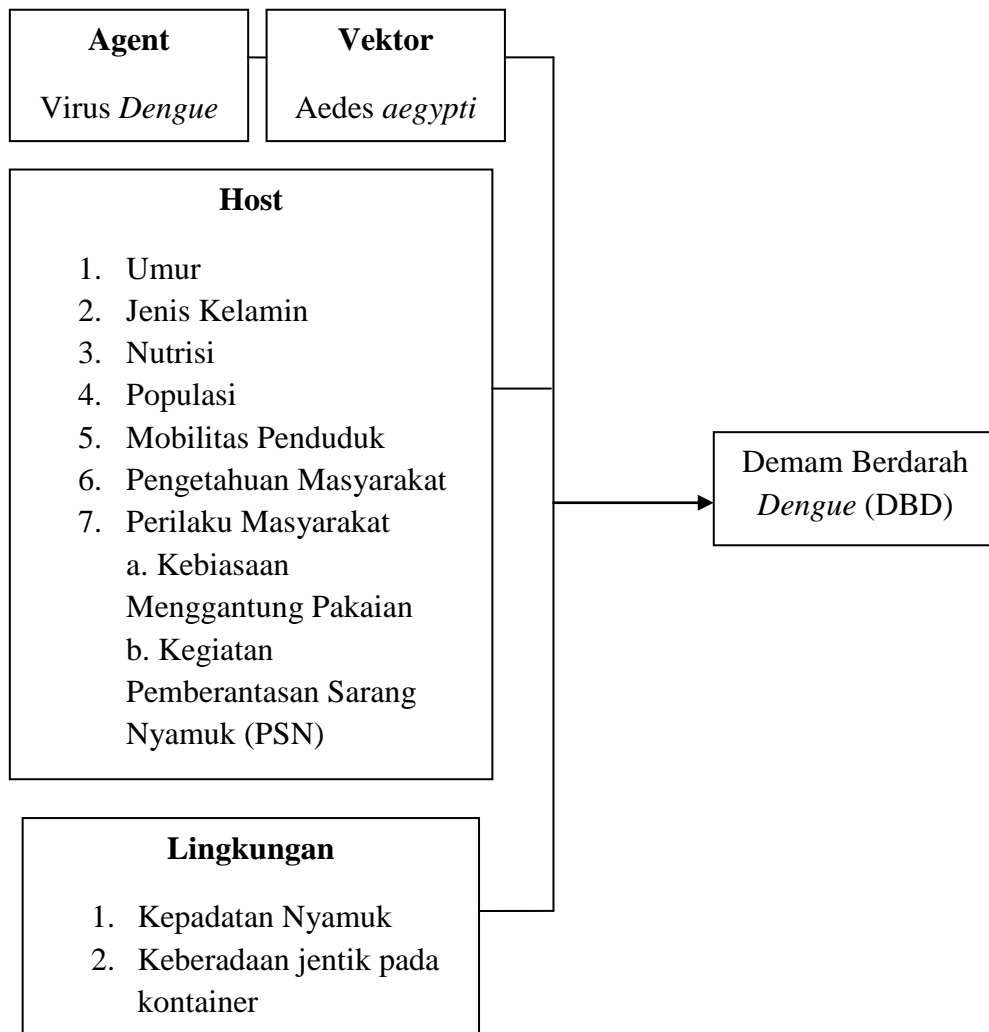 Agent
Virus Dengue
Vektor
Aedes aegypti
Host
1. Umur
2. Jenis Kelamin
3. Nutrisi
4. Populasi
5. Mobilitas Penduduk
6. Pengetahuan Masyarakat
7. Perilaku Masyarakat
a. Kebiasaan
Menggantung Pakaian
b. Kegiatan
Pemberantasan Sarang
Nyamuk (PSN)
Lingkungan
1. Kepadatan Nyamuk
2. Keberadaan jentik pada
kontainer
Demam Berdarah
Dengue (DBD)